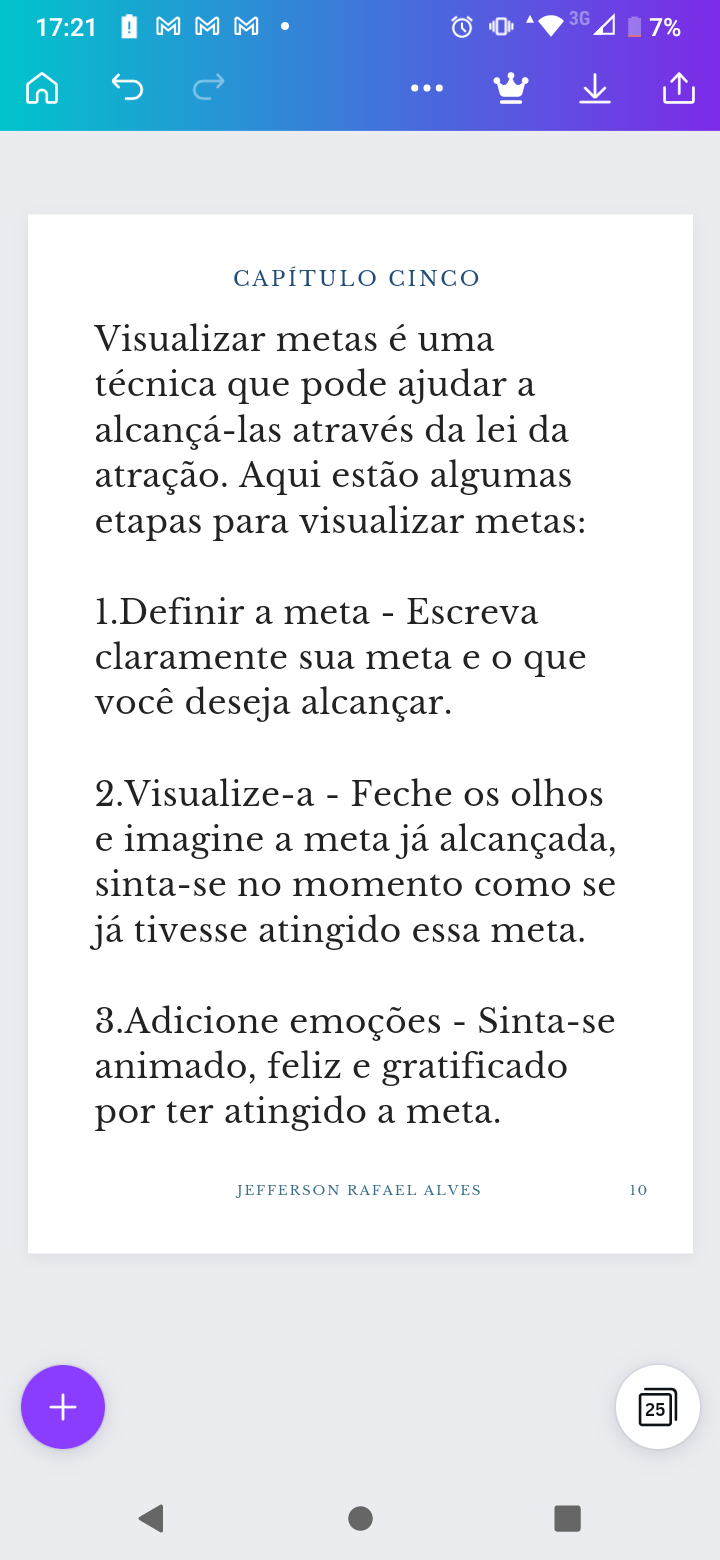 17:21
3G
7%
CAPÍTULO CINCO
Visualizar metas é uma
técnica que pode ajudar a
alcançá-las através da lei da
atração. Aqui estão algumas
etapas para visualizar metas:
1.Definir a meta - Escreva
claramente sua meta e o que
você deseja alcançar.
2.Visualize-a - Feche os olhos
e imagine a meta já alcançada,
sinta-se no momento como se
já tivesse atingido essa meta.
3.Adicione emoções - Sinta-se
animado, feliz e gratificado
por ter atingido a meta.
JEFFERSON RAFAEL ALVES
10
25